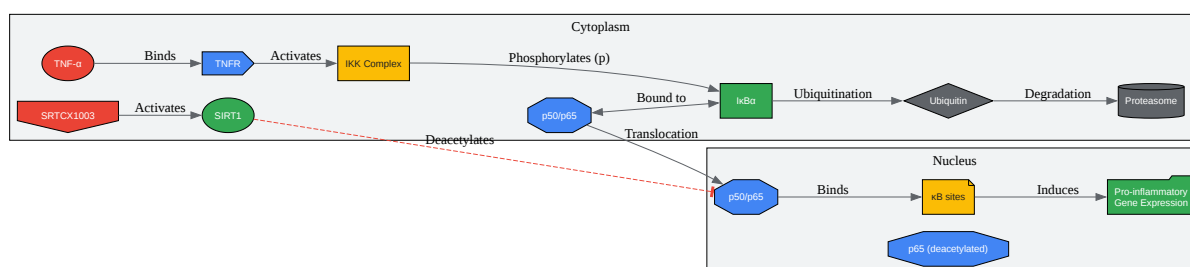 Cytoplasm
TNF-α
Binds
TNFR
Activates
IKK Complex
Phosphorylates (p)
SRTCX1003
Activates
SIRT1
p50/p65
Bound to
IκBα
Ubiquitination
Ubiquitin
Degradation
Proteasome
Deacetylates
Translocation
Nucleus
p50/p65
Binds
κB sites
Induces
Pro-inflammatory
Gene Expression
p65 (deacetylated)